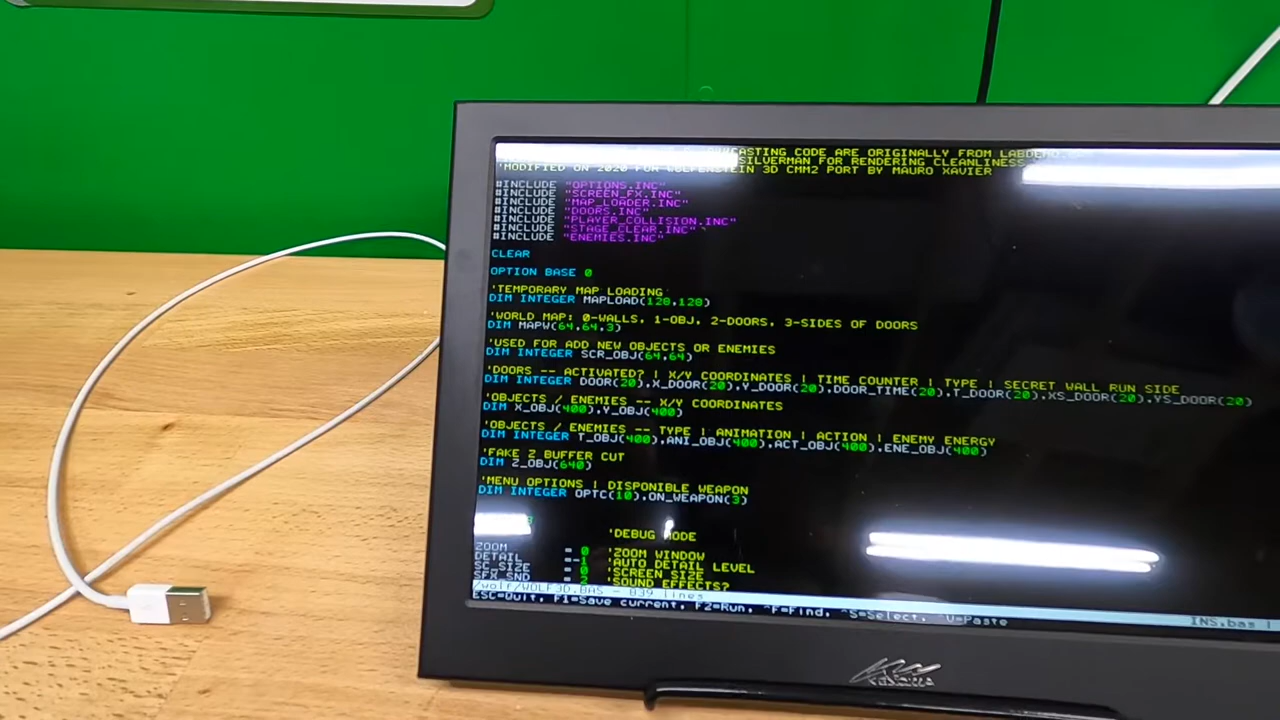 CASTING CODE ARE ORIGINALLY FROM LABDEMO.
SILVERMAN FOR RENDERING CLEANLINESS
'MODIFIED ON 2020 FOR WOLFENSTEIN 3D CMM2 PORT BY MAURO XAVIER
#INCLUDE "OPTIONS.INC"
#INCLUDE "SCREEN_FX.INC"
#INCLUDE "MAP_LOADER.INC"
#INCLUDE "DOORS.INC"
#INCLUDE "PLAYER_COLLISION.INC"
#INCLUDE "STAGE_CLEAR.INC"
#INCLUDE "ENEMIES.INC"
CLEAR
OPTION BASE 0
'TEMPORARY MAP LOADING
DIM INTEGER MAPLOAD(128,128)
'WORLD MAP: 0-WALLS, 1-OBJ, 2-DOORS, 3-SIDES OF DOORS
DIM MAPW(64,64,3)
'USED FOR ADD NEW OBJECTS OR ENEMIES
DIM INTEGER SCR_OBJ(64,64)
'DOORS -- ACTIVATED? | X/Y COORDINATES | TIME COUNTER | TYPE | SECRET WALL RUN SIDE
DIM INTEGER DOOR(20),X_DOOR(20),Y_DOOR(20),DOOR_TIME(20),T_DOOR(20),XS_DOOR(20),YS_DOOR(20)
'OBJECTS / ENEMIES -- X/Y COORDINATES
DIM X_OBJ(400),Y_OBJ(400)
'OBJECTS / ENEMIES -- TYPE | ANIMATION | ACTION | ENEMY ENERGY
DIM INTEGER T_OBJ(400),ANI_OBJ(400),ACT_OBJ(400),ENE_OBJ(400)
'FAKE Z BUFFER CUT
DIM Z_OBJ(640)
'MENU OPTIONS | DISPONIBLE WEAPON
DIM INTEGER OPTC(10),ON_WEAPON(3)
'DEBUG MODE
ZOOM = 0 'ZOOM WINDOW
DETAIL =-1 'AUTO DETAIL LEVEL
SC_SIZE = 0 'SCREEN SIZE
SFX_SND = 2 'SOUND EFFECTS?
/wolf/WOLF3D.BAS - 839 lines
ESC=Quit, F1=Save current, F2=Run, ^F=Find, ^S=Select, ^V=Paste
INS.bas |